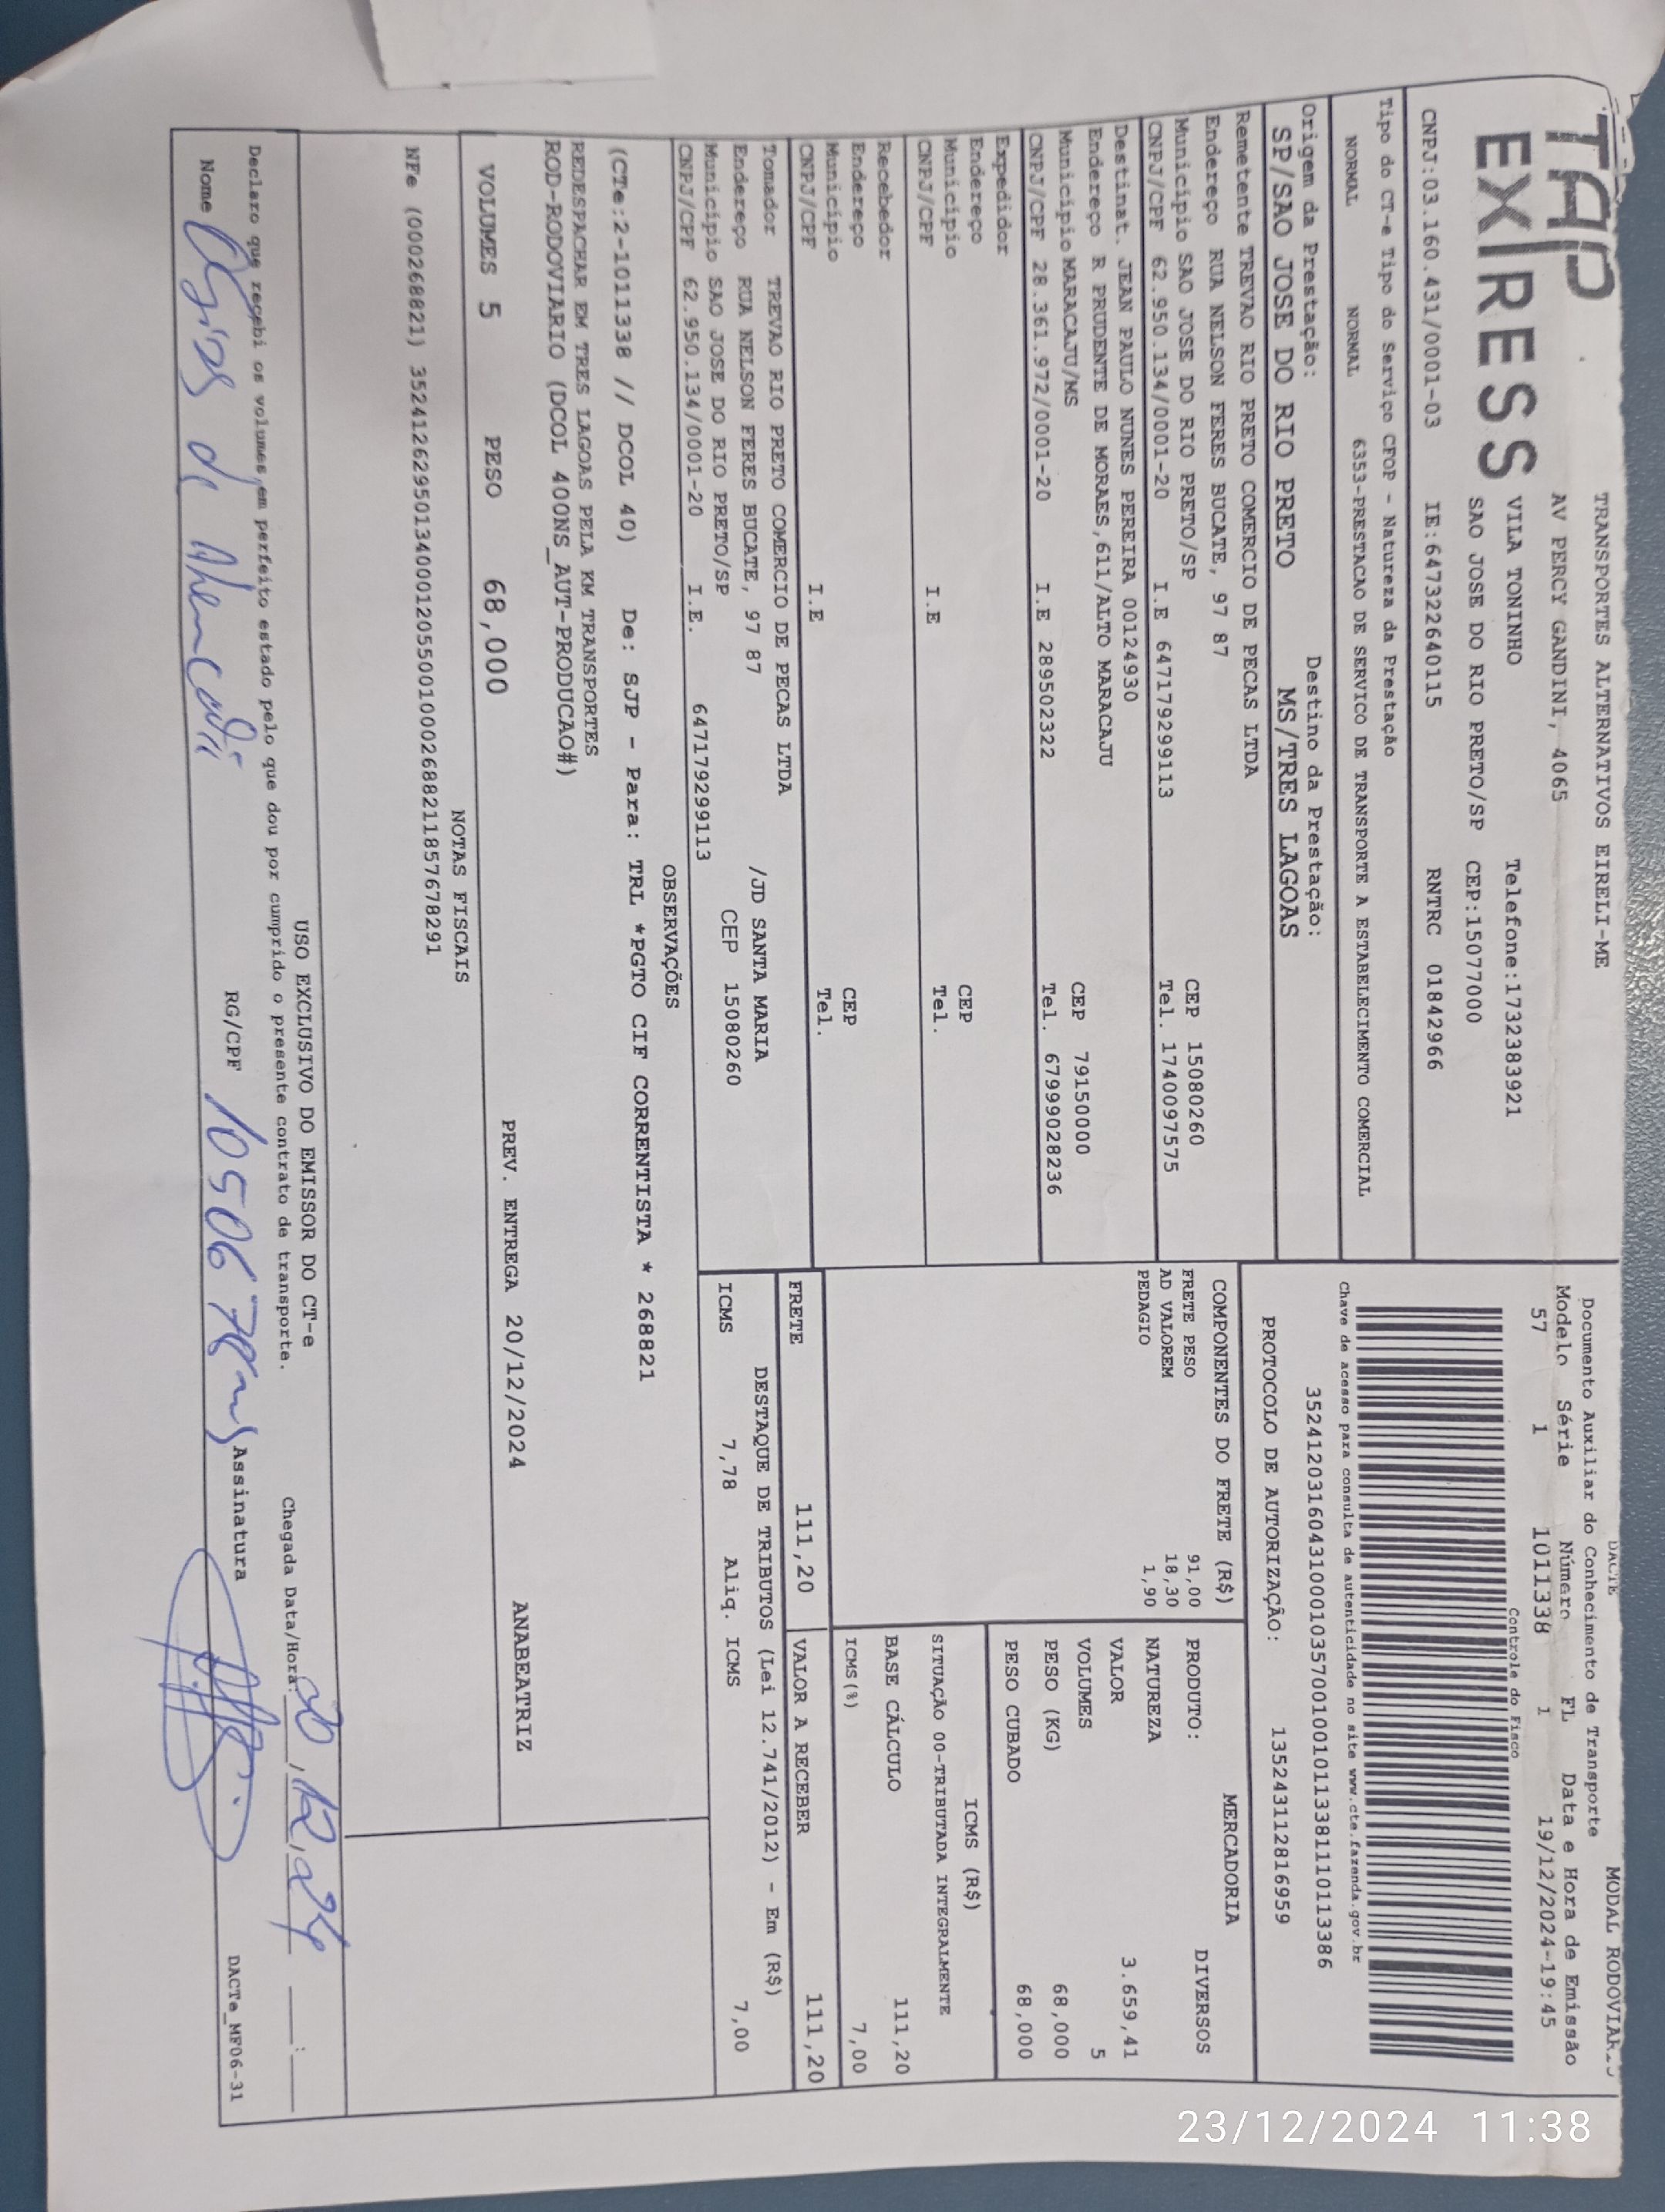 TAP
EXPRESS
TRANSPORTES ALTERNATIVOS EIRELI-ME
AV PERCY GANDINI, 4065
VILA TONINHO Telefone:1732383921
SAO JOSE DO RIO PRETO/SP CEP:15077000
CNPJ:03.160.431/0001-03 IE:647322640115 RNTRC 01842966
DACTE MODAL RODOVIARIO
Documento Auxiliar do Conhecimento de Transporte
Modelo Série Número FL Data e Hora de Emissão
57 1 1011338 1 19/12/2024-19:45
Controle do Fisco
Chave de acesso para consulta de autenticidade no site www.cte.fazenda.gov.br
35241203160431000103570010010113381110113386
PROTOCOLO DE AUTORIZAÇÃO: 135243112816959
Tipo do CT-e Tipo do Serviço CFOP - Natureza da Prestação
NORMAL NORMAL 6353-PRESTACAO DE SERVICO DE TRANSPORTE A ESTABELECIMENTO COMERCIAL
Origem da Prestação: Destino da Prestação:
SP/SAO JOSE DO RIO PRETO MS/TRES LAGOAS
Remetente TREVAO RIO PRETO COMERCIO DE PECAS LTDA
Endereço RUA NELSON FERES BUCATE, 97 87
Município SAO JOSE DO RIO PRETO/SP CEP 15080260
CNPJ/CPF 62.950.134/0001-20 I.E 647179299113 Tel. 1740097575
Destinat. JEAN PAULO NUNES PEREIRA 00124930
Endereço R PRUDENTE DE MORAES,611/ALTO MARACAJU
Município MARACAJU/MS CEP 79150000
CNPJ/CPF 28.361.972/0001-20 I.E 289502322 Tel. 67999028236
Expedidor
Endereço
Município CEP
CNPJ/CPF I.E Tel.
Recebedor
Endereço
Município CEP
CNPJ/CPF I.E Tel.
Tomador TREVAO RIO PRETO COMERCIO DE PECAS LTDA
Endereço RUA NELSON FERES BUCATE, 97 87 /JD SANTA MARIA
Município SAO JOSE DO RIO PRETO/SP CEP 15080260
CNPJ/CPF 62.950.134/0001-20 I.E. 647179299113
COMPONENTES DO FRETE (R$)
FRETE PESO 91,00
AD VALOREM 18,30
PEDAGIO 1,90
MERCADORIA
PRODUTO: DIVERSOS
NATUREZA
VALOR 3.659,41
VOLUMES 5
PESO (KG) 68,000
PESO CUBADO 68,000
ICMS (R$)
SITUAÇÃO 00-TRIBUTADA INTEGRALMENTE
BASE CÁLCULO 111,20
ICMS(%) 7,00
FRETE 111,20 VALOR A RECEBER 111,20
DESTAQUE DE TRIBUTOS (Lei 12.741/2012) - Em (R$)
ICMS 7,78 Aliq. ICMS 7,00
OBSERVAÇÕES
(CTe:2-1011338 // DCOL 40) De: SJP - Para: TRL *PGTO CIF CORRENTISTA * 268821
REDESPACHAR EM TRES LAGOAS PELA KM TRANSPORTES
ROD-RODOVIARIO (DCOL 400NS_AUT-PRODUCAO#)
VOLUMES 5 PESO 68,000 PREV. ENTREGA 20/12/2024 ANABEATRIZ
NOTAS FISCAIS
NFe (000268821) 35241262950134000120550010002688211857678291
USO EXCLUSIVO DO EMISSOR DO CT-e
Declaro que recebi os volumes em perfeito estado pelo que dou por cumprido o presente contrato de transporte. Chegada Data/Hora: 20, 12, 24 :
Nome RG/CPF Assinatura DACTe_MF06-31
23/12/2024 11:38